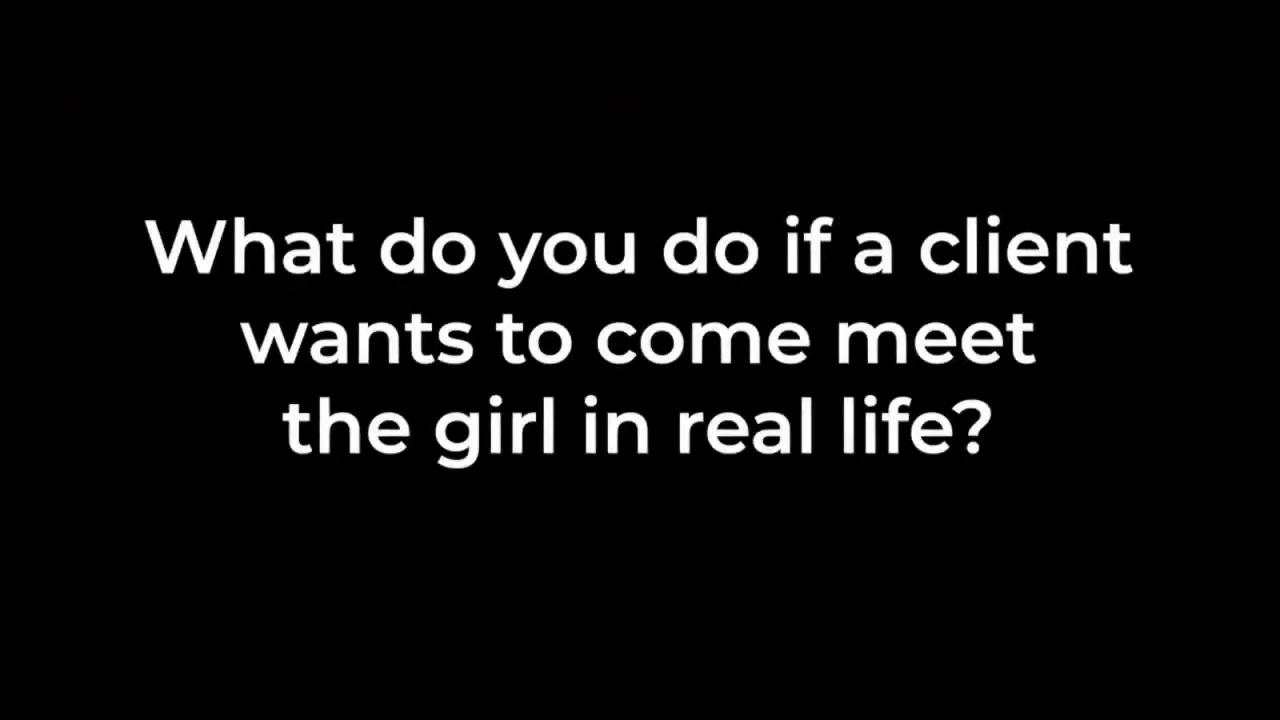 What do you do if a client
wants to come meet
the girl in real life?